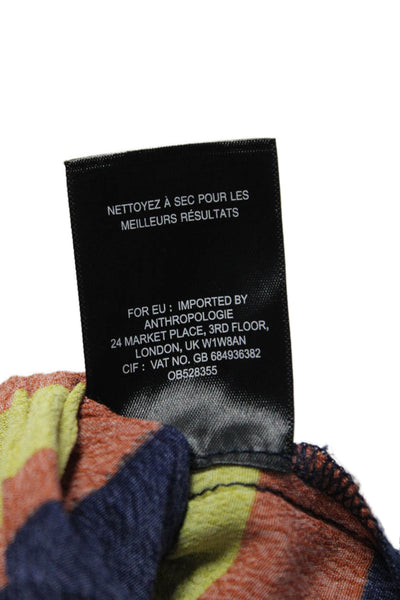 NETTOYEZ À SEC POUR LES
MEILLEURS RÉSULTATS
FOR EU : IMPORTED BY
ANTHROPOLOGIE
24 MARKET PLACE, 3RD FLOOR,
LONDON, UK W1W8AN
CIF : VAT NO. GB 684936382
OB528355